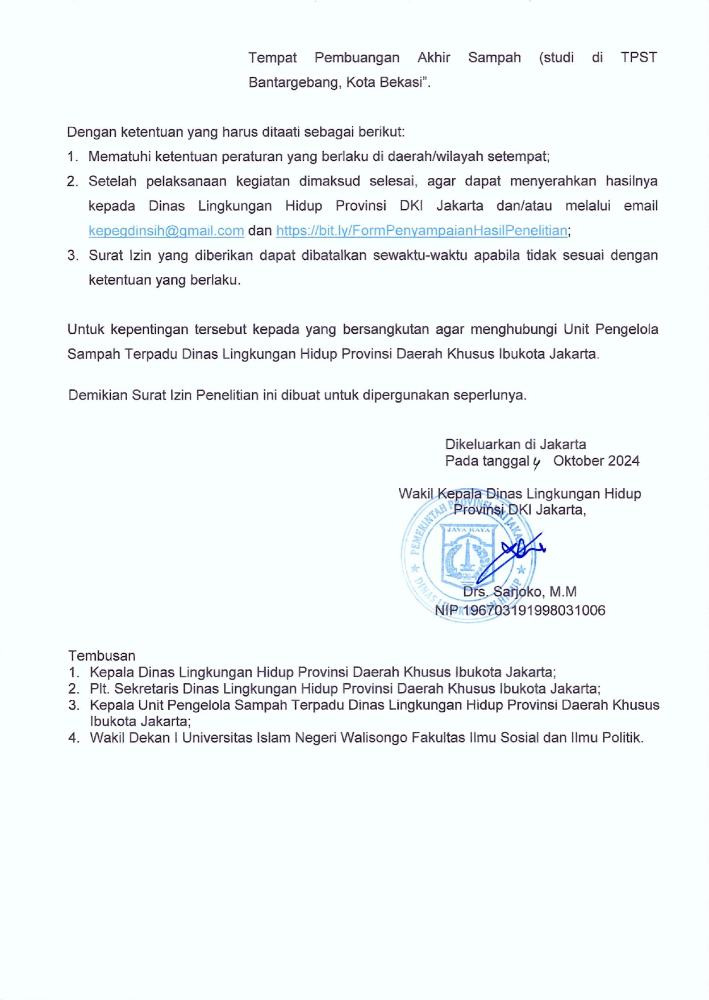 Tempat Pembuangan Akhir Sampah (studi di TPST
Bantargebang, Kota Bekasi”.
Dengan ketentuan yang harus ditaati sebagai berikut:
1. Mematuhi ketentuan peraturan yang berlaku di daerah/wilayah setempat;
2. Setelah pelaksanaan kegiatan dimaksud selesai, agar dapat menyerahkan hasilnya
kepada Dinas Lingkungan Hidup Provinsi DKI Jakarta dan/atau melalui email
kepegdinsih@gmail.com dan https://bit.ly/FormPenyampaianHasilPenelitian;
3. Surat Izin yang diberikan dapat dibatalkan sewaktu-waktu apabila tidak sesuai dengan
ketentuan yang berlaku.
Untuk kepentingan tersebut kepada yang bersangkutan agar menghubungi Unit Pengelola
Sampah Terpadu Dinas Lingkungan Hidup Provinsi Daerah Khusus Ibukota Jakarta.
Demikian Surat Izin Penelitian ini dibuat untuk dipergunakan seperlunya.
Dikeluarkan di Jakarta
Pada tanggal 4 Oktober 2024
Wakil Kepala Dinas Lingkungan Hidup
Provinsi DKI Jakarta,
PEMERINTAH PROVINSI DKI JAKARTA
JAYA RAYA
DINAS LINGKUNGAN HIDUP
Drs. Sarjoko, M.M
NIP 196703191998031006
Tembusan
1. Kepala Dinas Lingkungan Hidup Provinsi Daerah Khusus Ibukota Jakarta;
2. Plt. Sekretaris Dinas Lingkungan Hidup Provinsi Daerah Khusus Ibukota Jakarta;
3. Kepala Unit Pengelola Sampah Terpadu Dinas Lingkungan Hidup Provinsi Daerah Khusus
Ibukota Jakarta;
4. Wakil Dekan I Universitas Islam Negeri Walisongo Fakultas Ilmu Sosial dan Ilmu Politik.